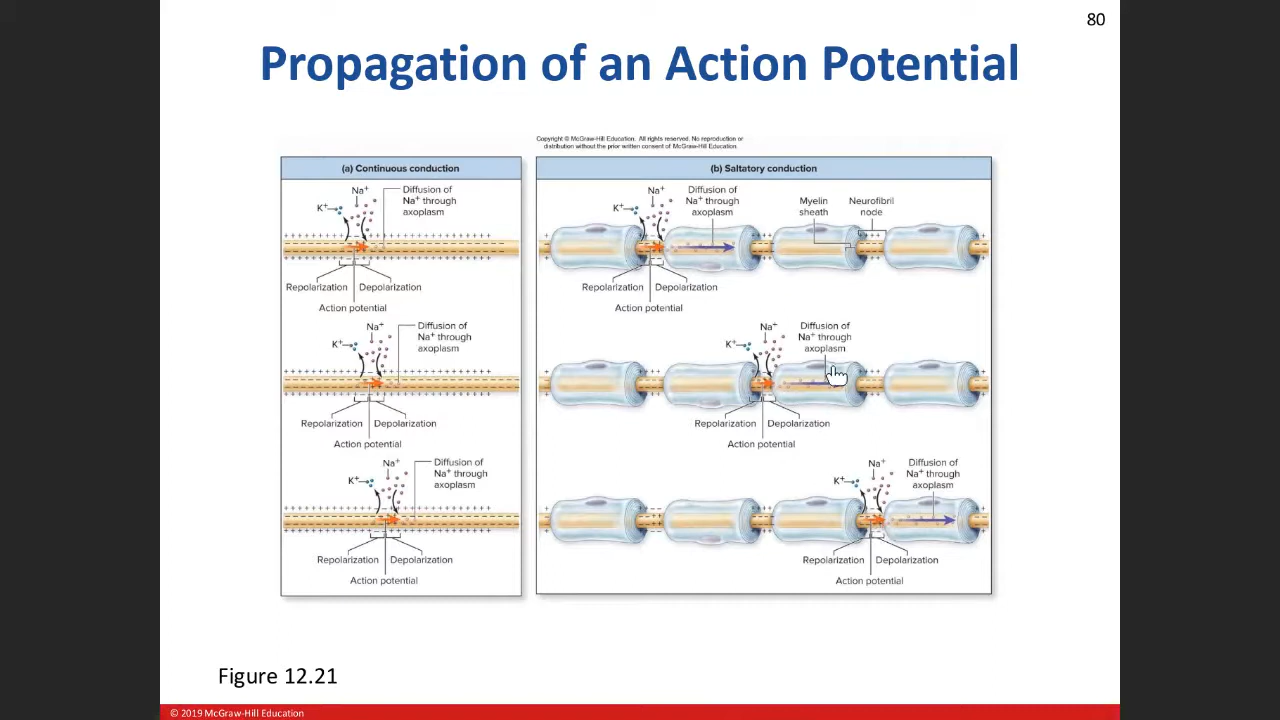 80
Propagation of an Action Potential
Copyright © McGraw-Hill Education. All rights reserved. No reproduction or
distribution without the prior written consent of McGraw-Hill Education.
(a) Continuous conduction
Na+
K+
Diffusion of
Na+ through
axoplasm
Repolarization
Depolarization
Action potential
Na+
K+
Diffusion of
Na+ through
axoplasm
Repolarization
Depolarization
Action potential
Na+
K+
Diffusion of
Na+ through
axoplasm
Repolarization
Depolarization
Action potential
(b) Saltatory conduction
Na+
K+
Diffusion of
Na+ through
axoplasm
Myelin
sheath
Neurofibril
node
Repolarization
Depolarization
Action potential
Na+
K+
Diffusion of
Na+ through
axoplasm
Repolarization
Depolarization
Action potential
Na+
K+
Diffusion of
Na+ through
axoplasm
Repolarization
Depolarization
Action potential
Figure 12.21
© 2019 McGraw-Hill Education